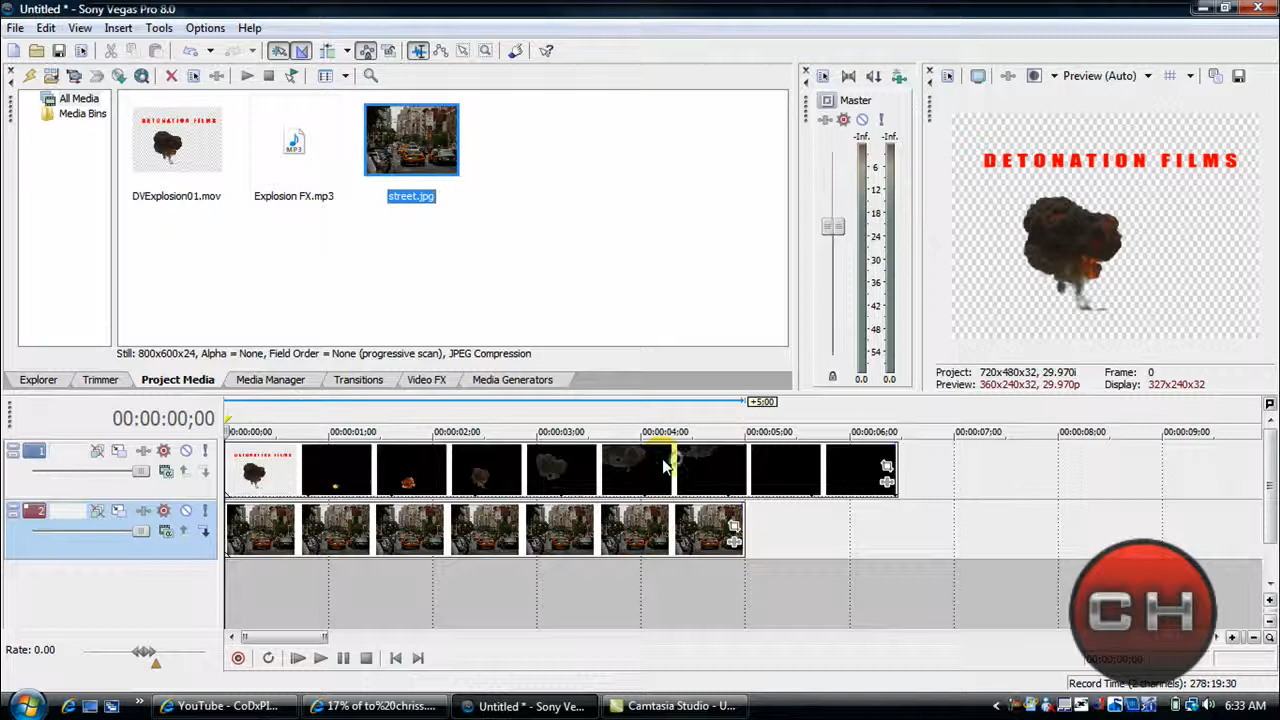 Untitled * - Sony Vegas Pro 8.0
File Edit View Insert Tools Options Help
All Media
Media Bins
DETONATION FILMS
MP3
DVExplosion01.mov
Explosion FX.mp3
street.jpg
Still: 800x600x24, Alpha = None, Field Order = None (progressive scan), JPEG Compression
Explorer Trimmer Project Media Media Manager Transitions Video FX Media Generators
Master
-Inf. -Inf.
6
12
18
24
30
36
42
48
54
0.0 0.0
Preview (Auto)
DETONATION FILMS
Project: 720x480x32, 29.970i Frame: 0
Preview: 360x240x32, 29.970p Display: 327x240x32
00:00:00;00
+5;00
00:00:00;00 00:00:01;00 00:00:02;00 00:00:03;00 00:00:04;00 00:00:05;00 00:00:06;00 00:00:07;00 00:00:08;00 00:00:09;00
1
2
DETONATION FILMS
CH
Rate: 0.00
00:00:00;00
Record Time (2 channels): 278:19:30
YouTube - CoDxPI... 17% of to%20chriss... Untitled * - Sony Ve... Camtasia Studio - U... 6:33 AM